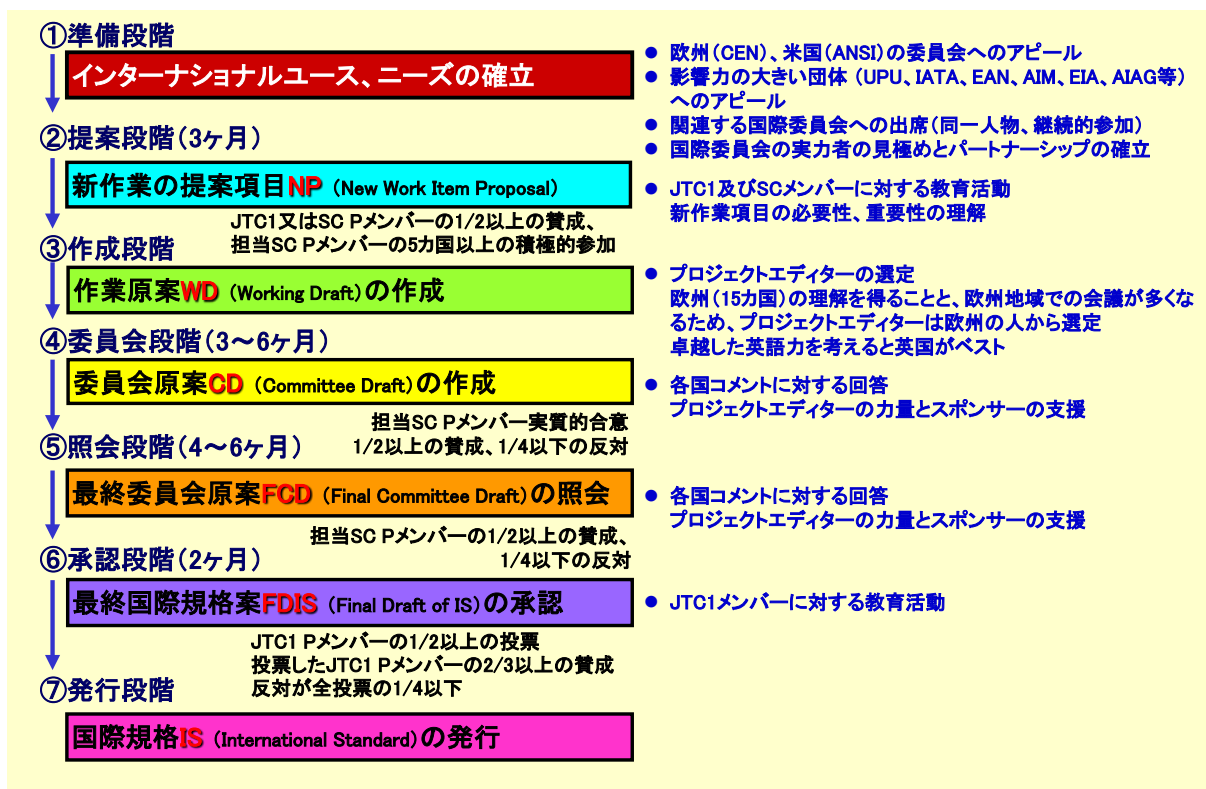 ①準備段階
インターナショナルユース、ニーズの確立
● 欧州（CEN）、米国（ANSI）の委員会へのアピール
● 影響力の大きい団体 （UPU、IATA、EAN、AIM、EIA、AIAG等）
へのアピール
● 関連する国際委員会への出席（同一人物、継続的参加）
● 国際委員会の実力者の見極めとパートナーシップの確立
②提案段階（3ヶ月）
新作業の提案項目NP （New Work Item Proposal）
JTC1又はSC Pメンバーの1/2以上の賛成、
担当SC Pメンバーの5カ国以上の積極的参加
● JTC1及びSCメンバーに対する教育活動
新作業項目の必要性、重要性の理解
③作成段階
作業原案WD （Working Draft）の作成
● プロジェクトエディターの選定
欧州（15カ国）の理解を得ることと、欧州地域での会議が多くな
るため、プロジェクトエディターは欧州の人から選定
卓越した英語力を考えると英国がベスト
④委員会段階（3～6ヶ月）
委員会原案CD （Committee Draft）の作成
担当SC Pメンバー実質的合意
1/2以上の賛成、1/4以下の反対
● 各国コメントに対する回答
プロジェクトエディターの力量とスポンサーの支援
⑤照会段階（4～6ヶ月）
最終委員会原案FCD （Final Committee Draft）の照会
担当SC Pメンバーの1/2以上の賛成、
1/4以下の反対
● 各国コメントに対する回答
プロジェクトエディターの力量とスポンサーの支援
⑥承認段階（2ヶ月）
最終国際規格案FDIS （Final Draft of IS）の承認
JTC1 Pメンバーの1/2以上の投票
投票したJTC1 Pメンバーの2/3以上の賛成
反対が全投票の1/4以下
● JTC1メンバーに対する教育活動
⑦発行段階
国際規格IS （International Standard）の発行